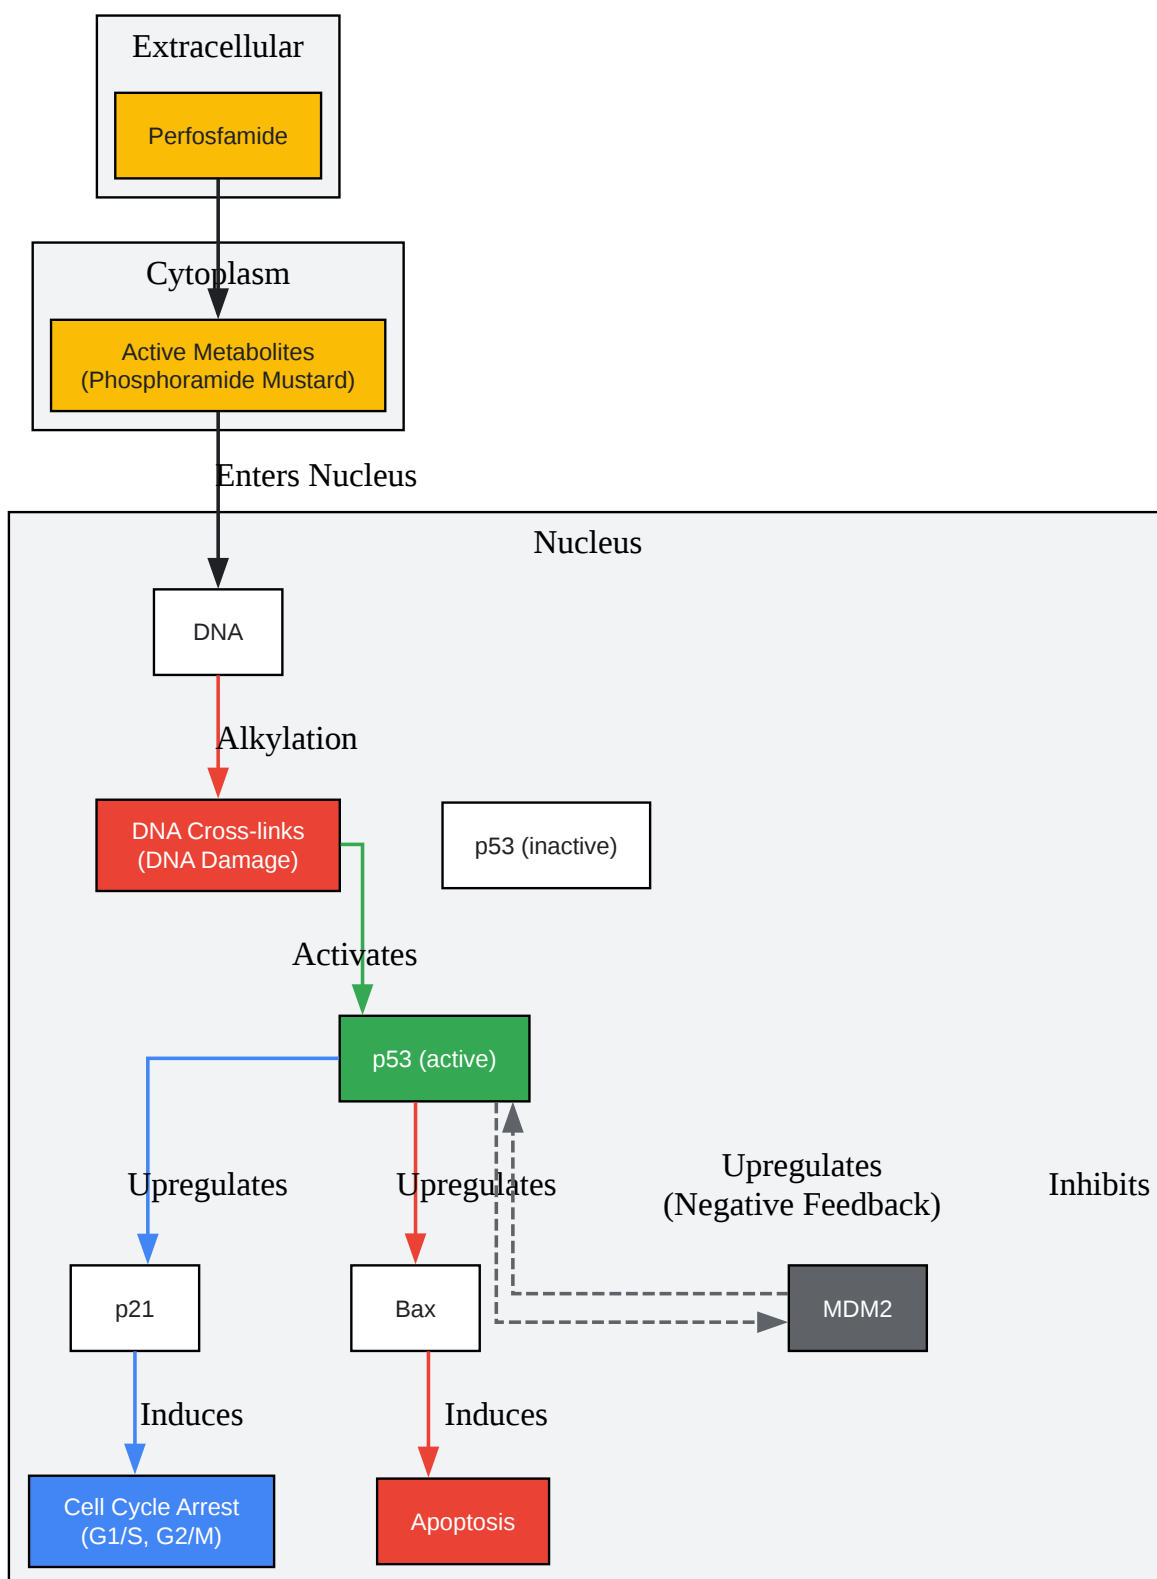 Extracellular
Perfosfamide
Cytoplasm
Active Metabolites
(Phosphoramide Mustard)
Enters Nucleus
Nucleus
DNA
Alkylation
DNA Cross-links
(DNA Damage)
p53 (inactive)
Activates
p53 (active)
Upregulates
Upregulates
Upregulates
(Negative Feedback)
Inhibits
p21
Bax
MDM2
Induces
Induces
Cell Cycle Arrest
(G1/S, G2/M)
Apoptosis